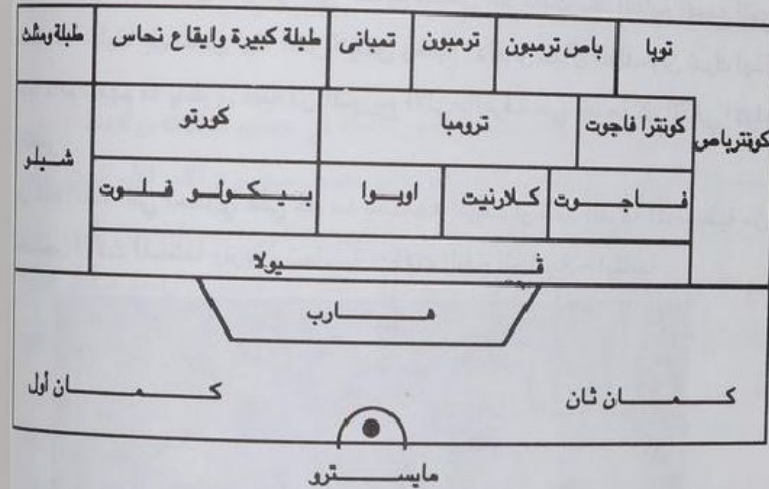 توبا
باص ترمبون
ترمبون
تمبانى
طبلة كبيرة وايقاع نحاس
طبلة ومثلث
كونترباص
كونترا فاجوت
ترومبا
كورتو
شيلو
فاجوت
كلارنيت
اوبوا
بيكولو فلوت
فيولا
هارب
كمان ثان
كمان أول
مايسترو